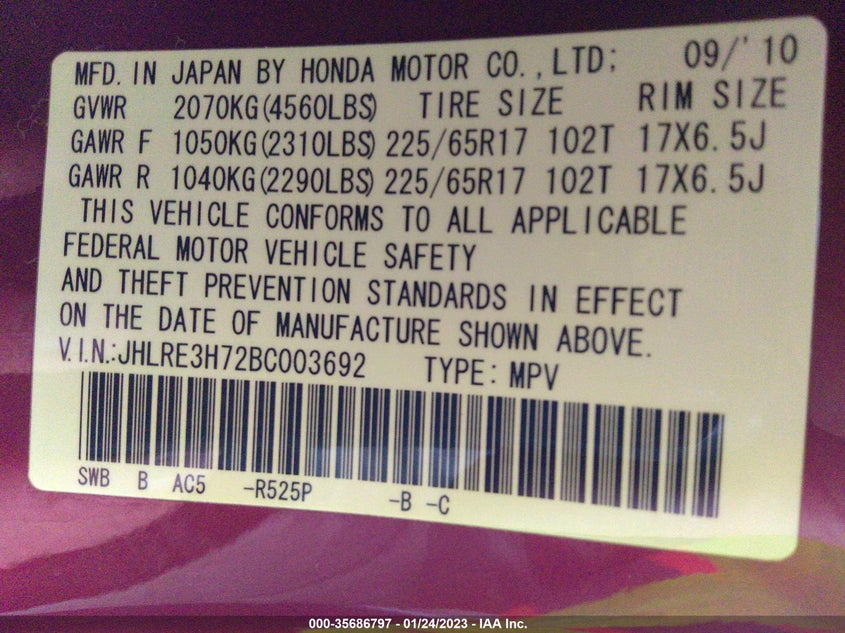 MFD. IN JAPAN BY HONDA MOTOR CO., LTD; 09/'10
GVWR 2070KG(4560LBS) TIRE SIZE RIM SIZE
GAWR F 1050KG(2310LBS) 225/65R17 102T 17X6.5J
GAWR R 1040KG(2290LBS) 225/65R17 102T 17X6.5J
THIS VEHICLE CONFORMS TO ALL APPLICABLE
FEDERAL MOTOR VEHICLE SAFETY
AND THEFT PREVENTION STANDARDS IN EFFECT
ON THE DATE OF MANUFACTURE SHOWN ABOVE.
V.I.N.:JHLRE3H72BC003692 TYPE: MPV
SWB B AC5 -R525P -B -C
000-35686797 - 01/24/2023 - IAA Inc.